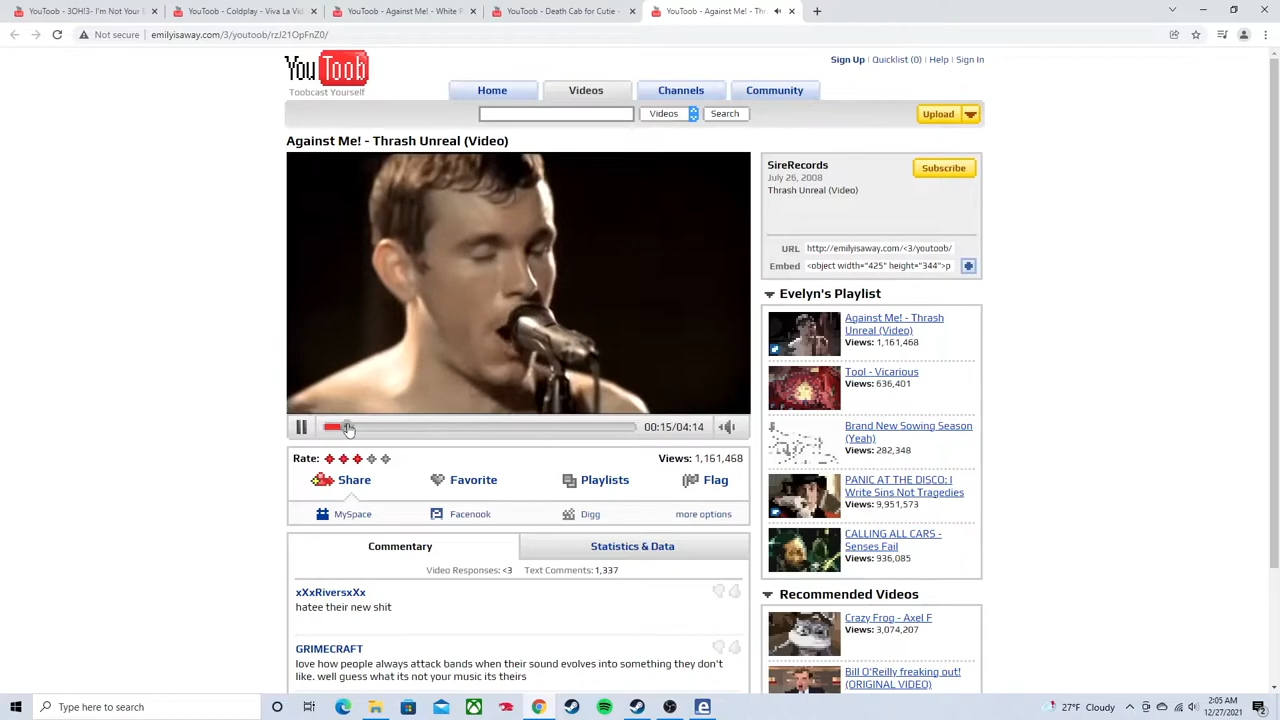 YouToob - 3OH!3- I'm Not Your
YouToob - Coldplay - Viva La Vid
YouToob - Against Me! - White C
YouToob - Death Cab for Cutie -
YouToob - Against Me! - Thr
Not secure | emilyisaway.com/3/youtoob/rzJ21OpFnZ0/
YouToob
Toobcast Yourself
Sign Up | Quicklist (0) | Help | Sign In
Home
Videos
Channels
Community
Videos
Search
Upload
Against Me! - Thrash Unreal (Video)
SireRecords
July 26, 2008
Thrash Unreal (Video)
Subscribe
URL http://emilyisaway.com/<3/youtoob/
Embed <object width="425" height="344">p
00:15/04:14
Rate:
Views: 1,161,468
Share
Favorite
Playlists
Flag
MySpace
Facenook
Digg
more options
Commentary
Statistics & Data
Video Responses: <3 Text Comments: 1,337
xXxRiversxXx
hatee their new shit
GRIMECRAFT
love how people always attack bands when their sound evolves into something they don't
like. well guess what its not your music its theirs
Evelyn's Playlist
Against Me! - Thrash
Unreal (Video)
Views: 1,161,468
Tool - Vicarious
Views: 636,401
Brand New Sowing Season
(Yeah)
Views: 282,348
PANIC AT THE DISCO: I
Write Sins Not Tragedies
Views: 9,951,573
CALLING ALL CARS -
Senses Fail
Views: 936,085
Recommended Videos
Crazy Frog - Axel F
Views: 3,074,207
Bill O'Reilly freaking out!
(ORIGINAL VIDEO)
Type here to search
27°F Cloudy
2:05 AM
12/27/2021